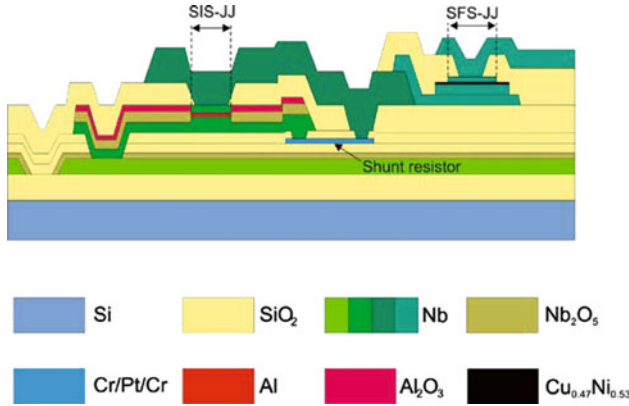 SIS-JJ SFS-JJ
Shunt resistor
Si SiO₂ Nb Nb₂O₅
Cr/Pt/Cr Al Al₂O₃ Cu₀.₄₇Ni₀.₅₃